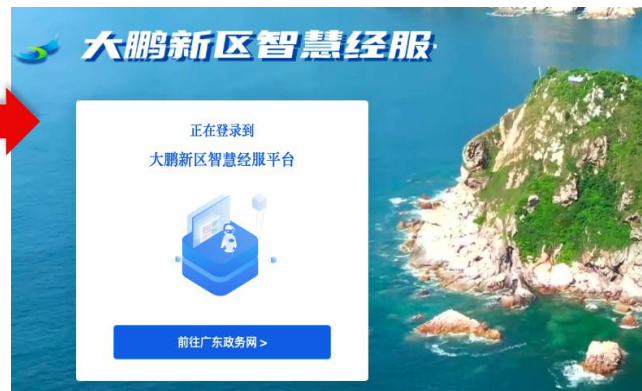 大鹏新区智慧经服
正在登录到
大鹏新区智慧经服平台
前往广东政务网 >